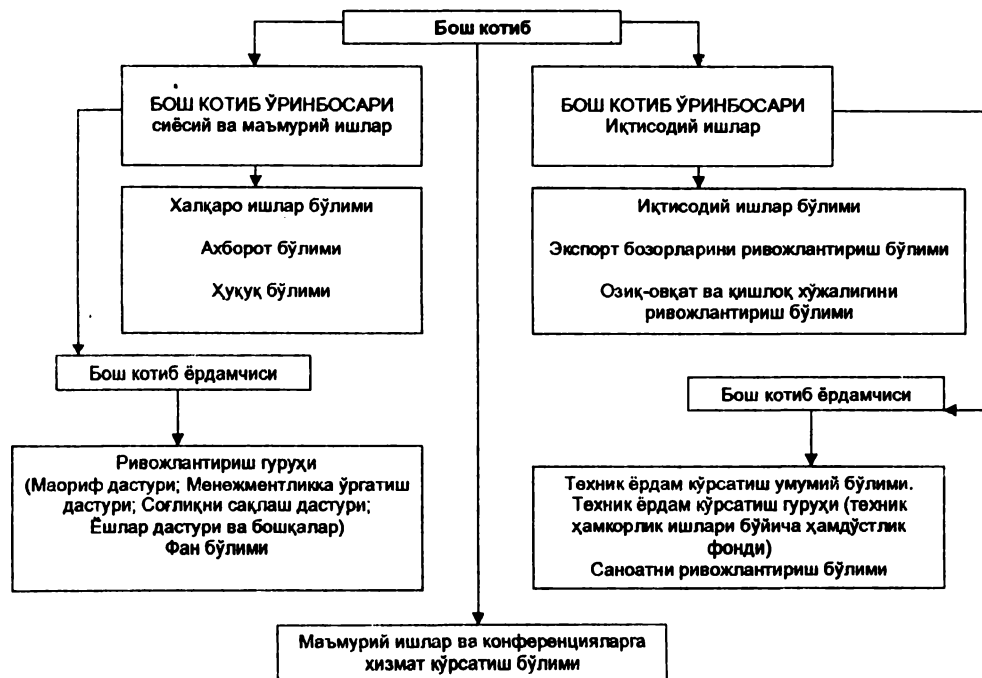 Бош котиб
БОШ КОТИБ ЎРИНБОСАРИ
сиёсий ва маъмурий ишлар
БОШ КОТИБ ЎРИНБОСАРИ
Иқтисодий ишлар
Халқаро ишлар бўлими
Ахборот бўлими
Ҳуқуқ бўлими
Иқтисодий ишлар бўлими
Экспорт бозорларини ривожлантириш бўлими
Озиқ-овқат ва қишлоқ хўжалигини
ривожлантириш бўлими
Бош котиб ёрдамчиси
Бош котиб ёрдамчиси
Ривожлантириш гуруҳи
(Маориф дастури; Менежментликка ўргатиш
дастури; Соғлиқни сақлаш дастури;
Ёшлар дастури ва бошқалар)
Фан бўлими
Техник ёрдам кўрсатиш умумий бўлими.
Техник ёрдам кўрсатиш гуруҳи (техник
ҳамкорлик ишлари бўйича ҳамдўстлик
фонди)
Саноатни ривожлантириш бўлими
Маъмурий ишлар ва конференцияларга
хизмат кўрсатиш бўлими